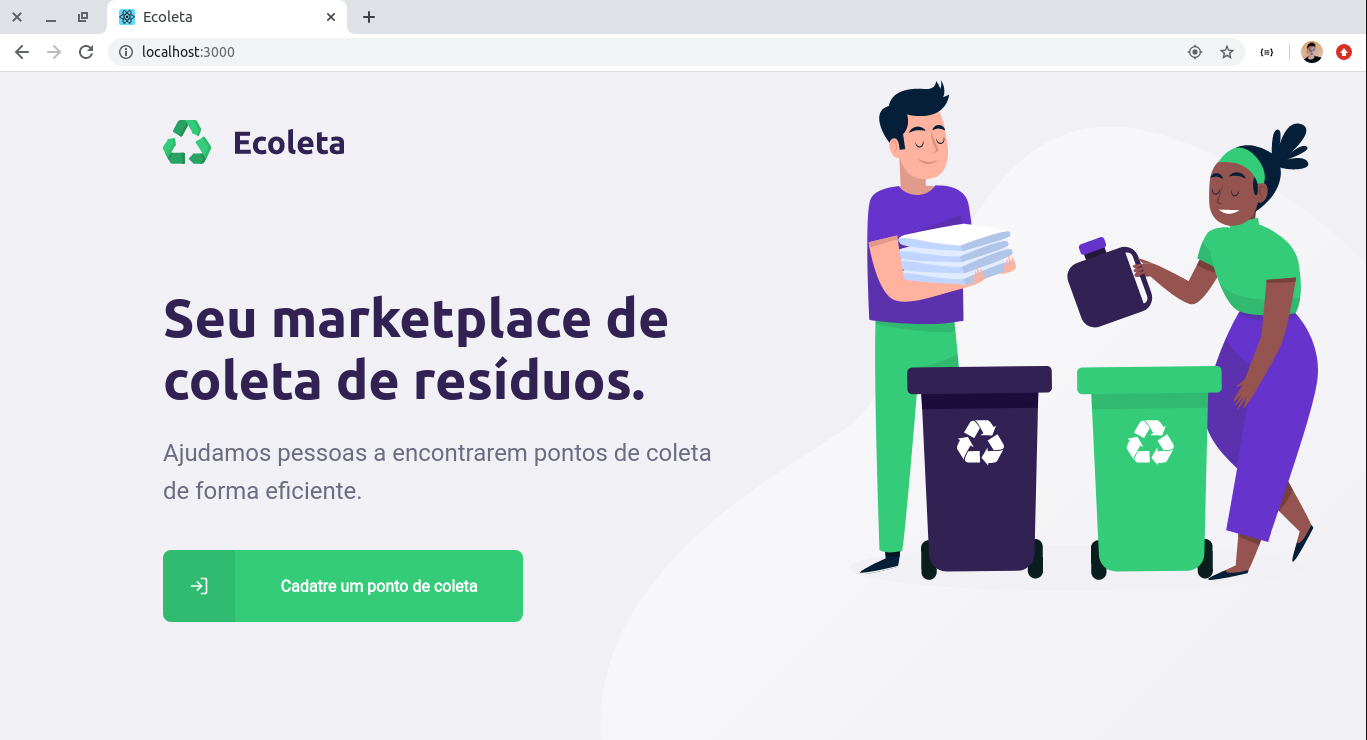 Ecoleta
localhost:3000
Ecoleta
Seu marketplace de
coleta de resíduos.
Ajudamos pessoas a encontrarem pontos de coleta
de forma eficiente.
Cadatre um ponto de coleta